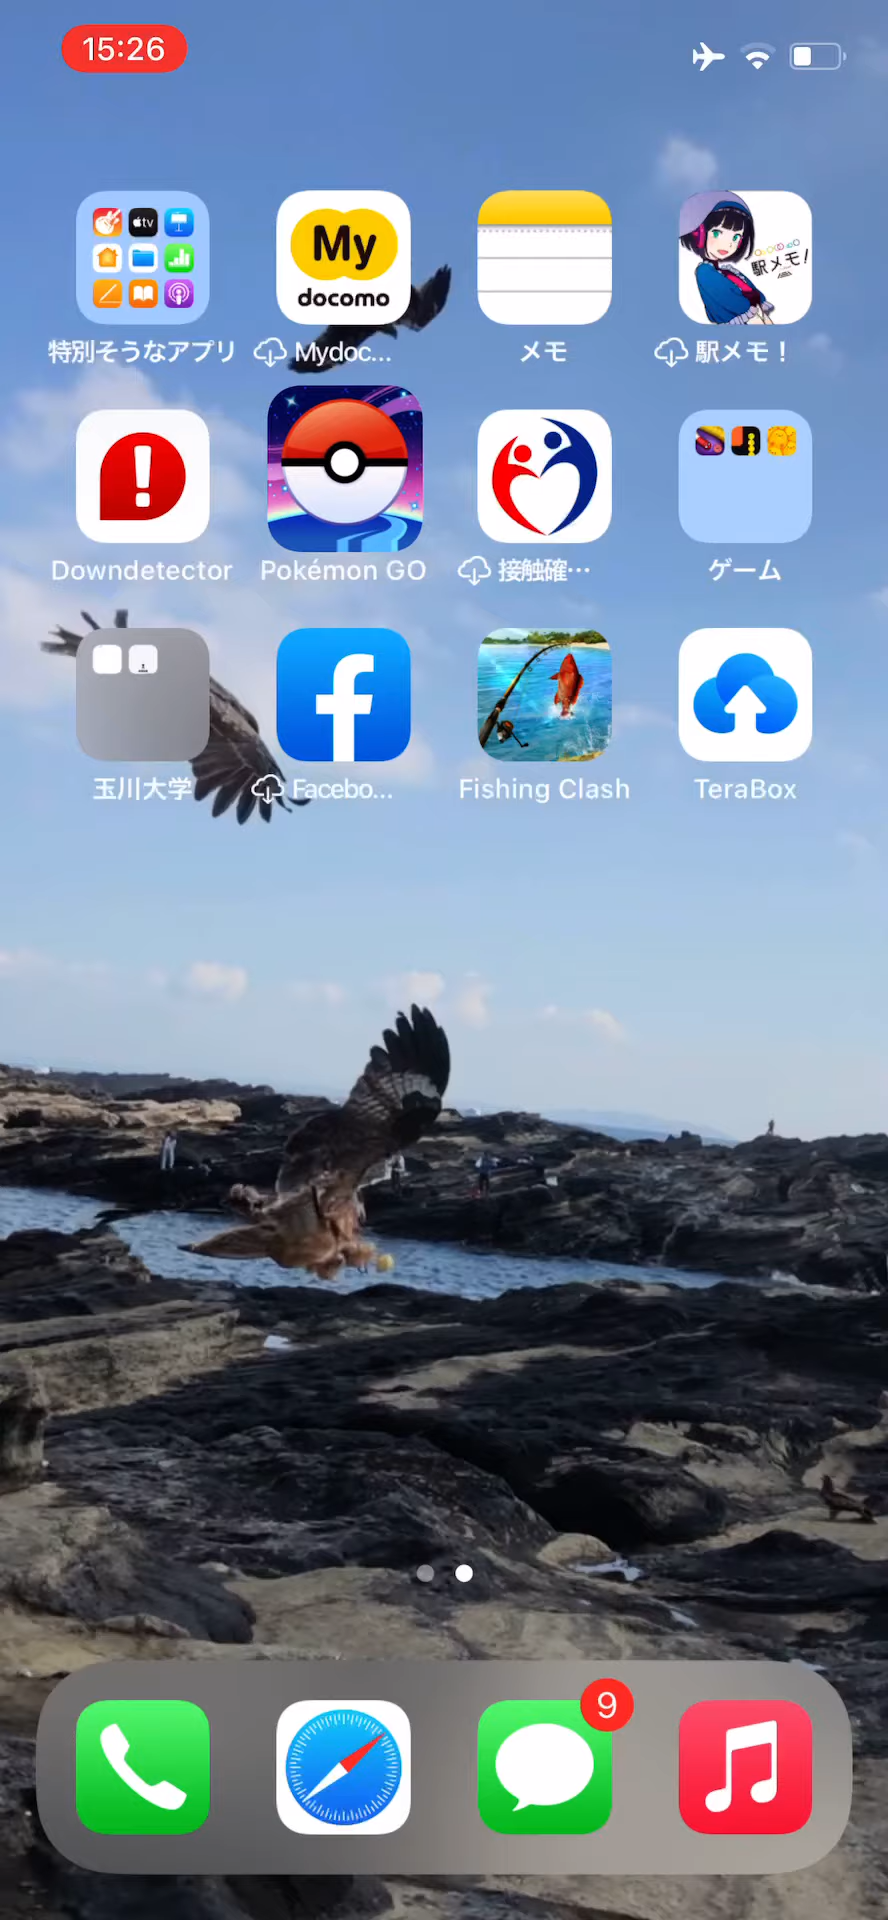 15:26
My
docomo
駅メモ!
tv
特別そうなアプリ
Mydoc...
メモ
駅メモ!
Downdetector
Pokémon GO
接触確…
ゲーム
玉川大学
Facebo...
Fishing Clash
TeraBox
9